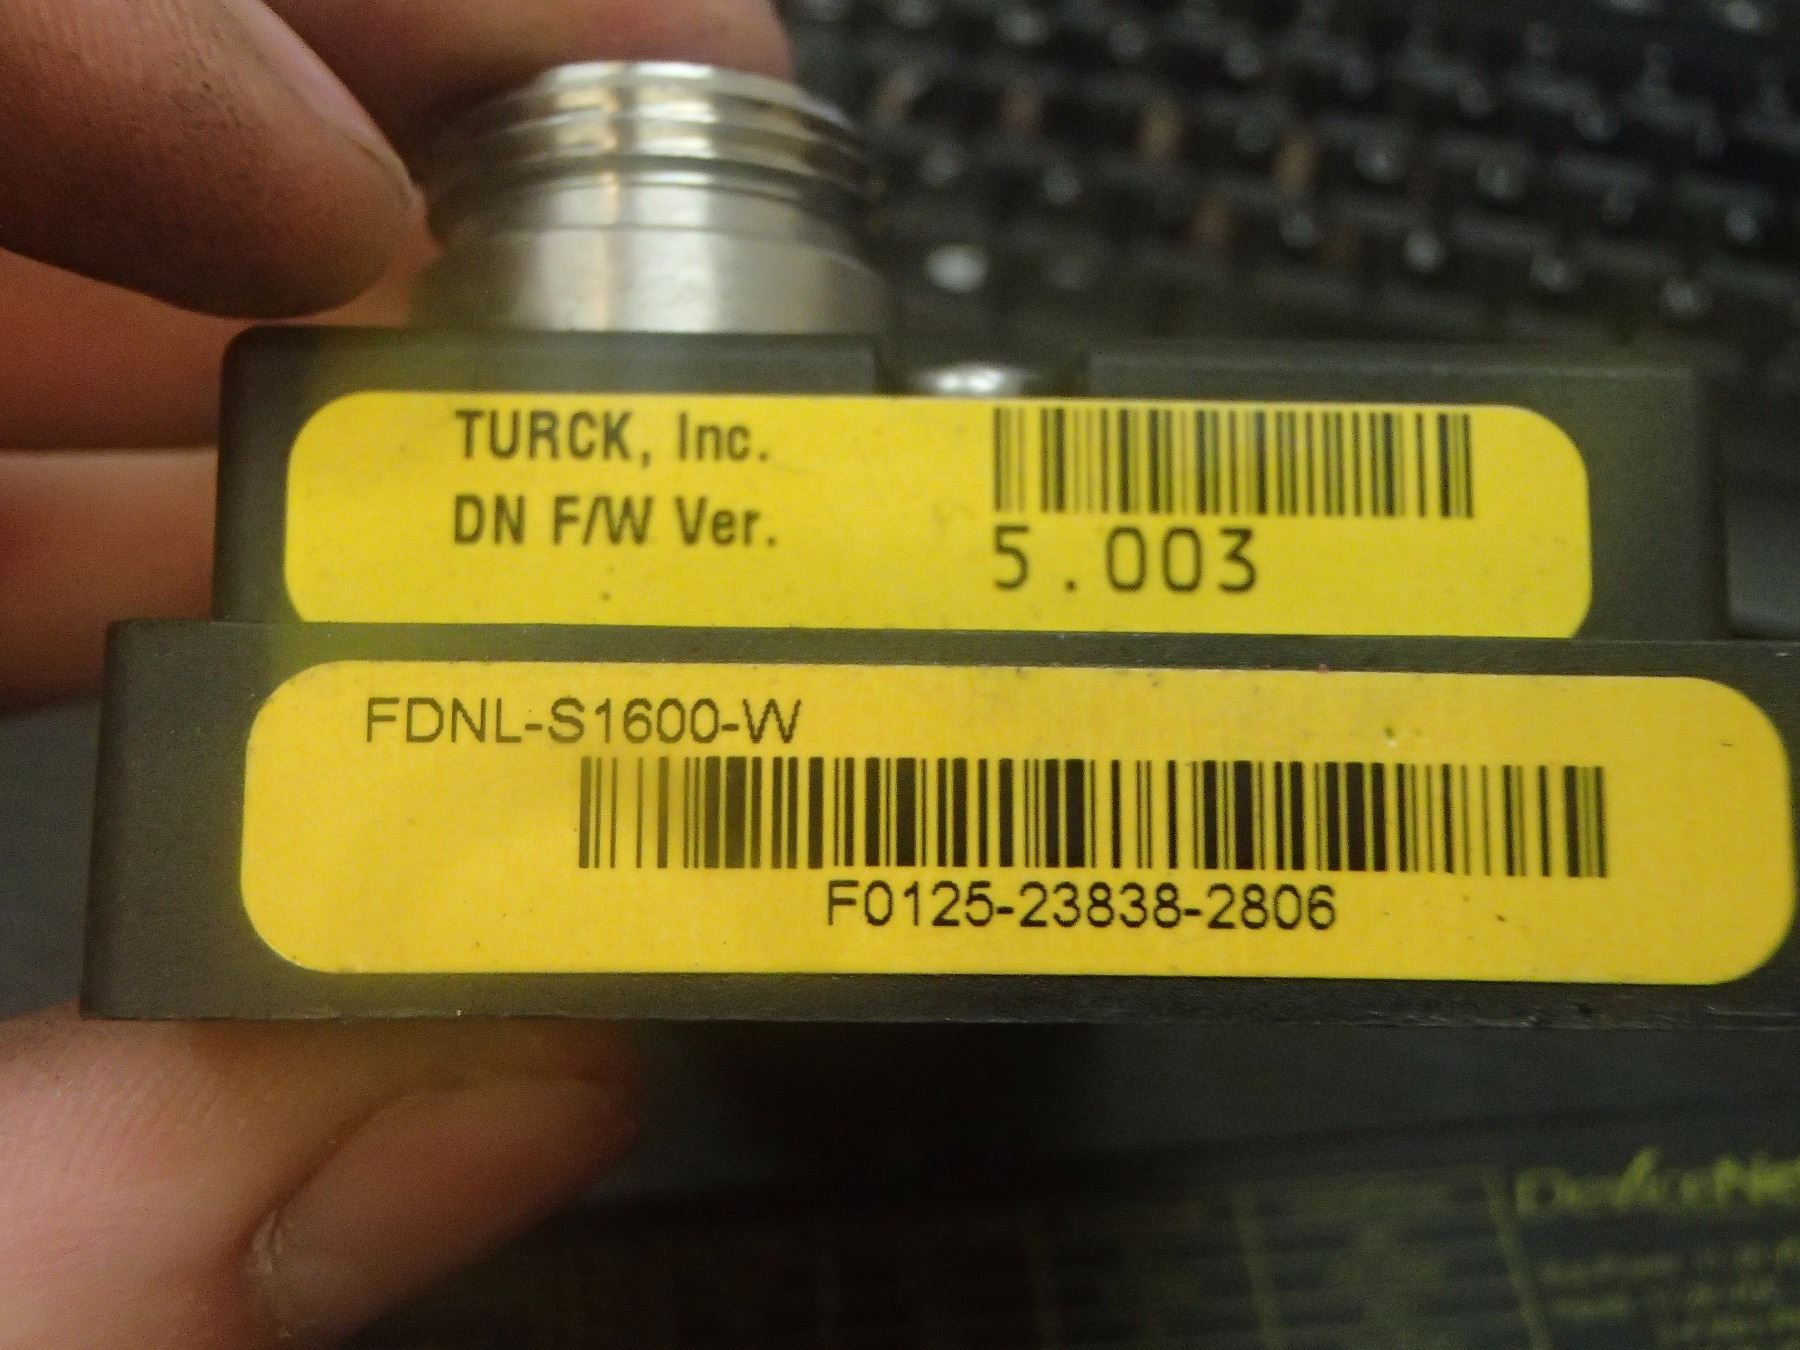 TURCK, Inc.
DN F/W Ver.
5.003
FDNL-S1600-W
F0125-23838-2806